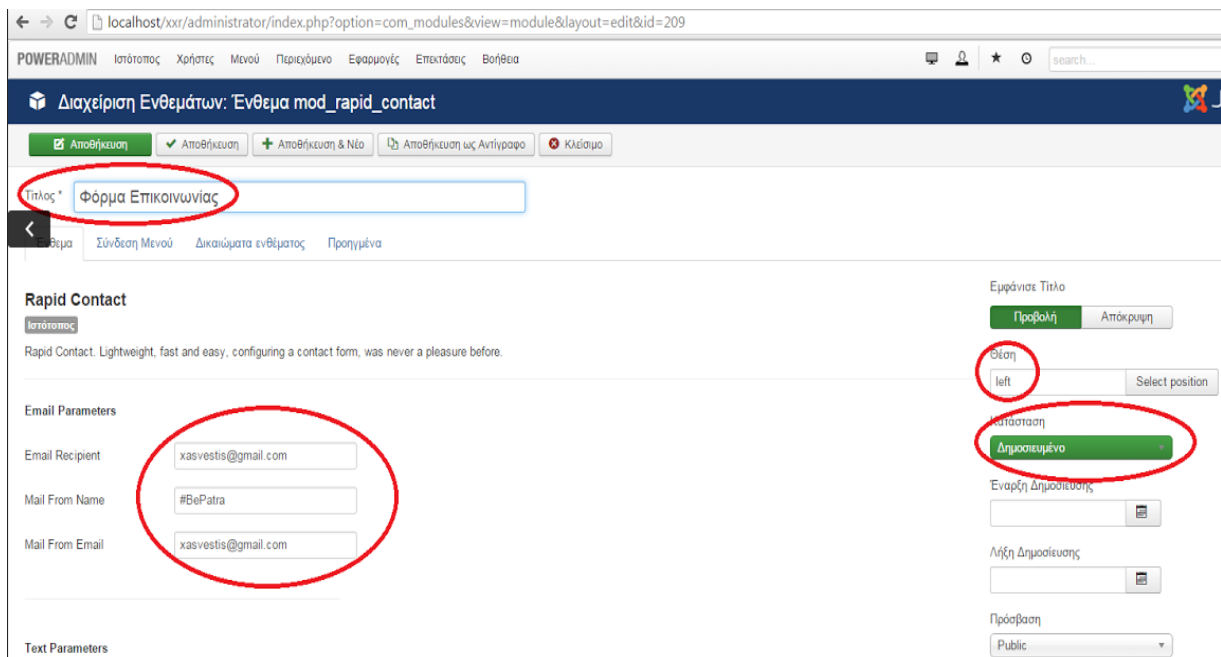 localhost/xxr/administrator/index.php?option=com_modules&view=module&layout=edit&id=209
POWERADMIN Ιστότοπος Χρήστες Μενού Περιεχόμενο Εφαρμογές Επεκτάσεις Βοήθεια search...
Διαχείριση Ενθεμάτων: Ένθεμα mod_rapid_contact
Αποθήκευση Αποθήκευση Αποθήκευση & Νέο Αποθήκευση ως Αντίγραφο Κλείσιμο
Τίτλος * Φόρμα Επικοινωνίας
Ένθεμα Σύνδεση Μενού Δικαιώματα ενθέματος Προηγμένα
Rapid Contact
Ιστότοπος
Rapid Contact. Lightweight, fast and easy, configuring a contact form, was never a pleasure before.
Email Parameters
Email Recipient xasvestis@gmail.com
Mail From Name #BePatra
Mail From Email xasvestis@gmail.com
Text Parameters
Εμφάνισε Τίτλο
Προβολή Απόκρυψη
Θέση
left Select position
Κατάσταση
Δημοσιευμένο
Έναρξη Δημοσίευσης
Λήξη Δημοσίευσης
Πρόσβαση
Public